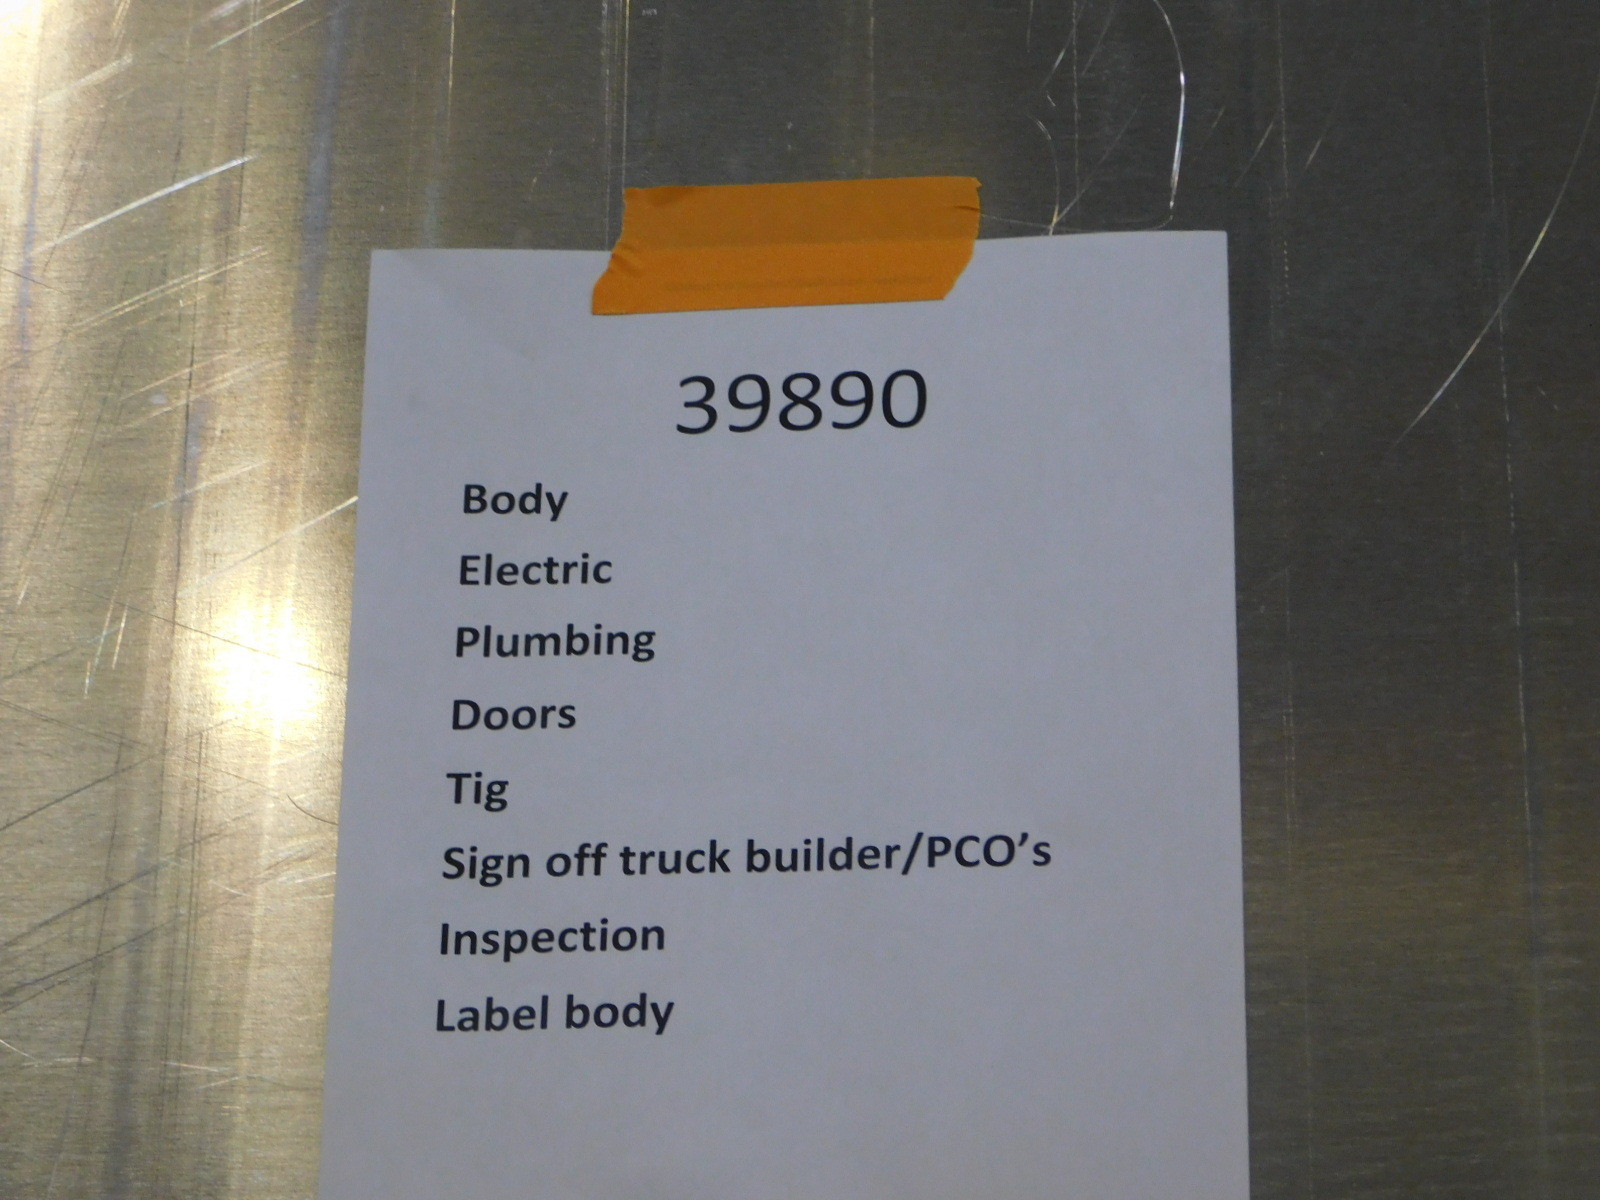 39890
Body
Electric
Plumbing
Doors
Tig
Sign off truck builder/PCO’s
Inspection
Label body